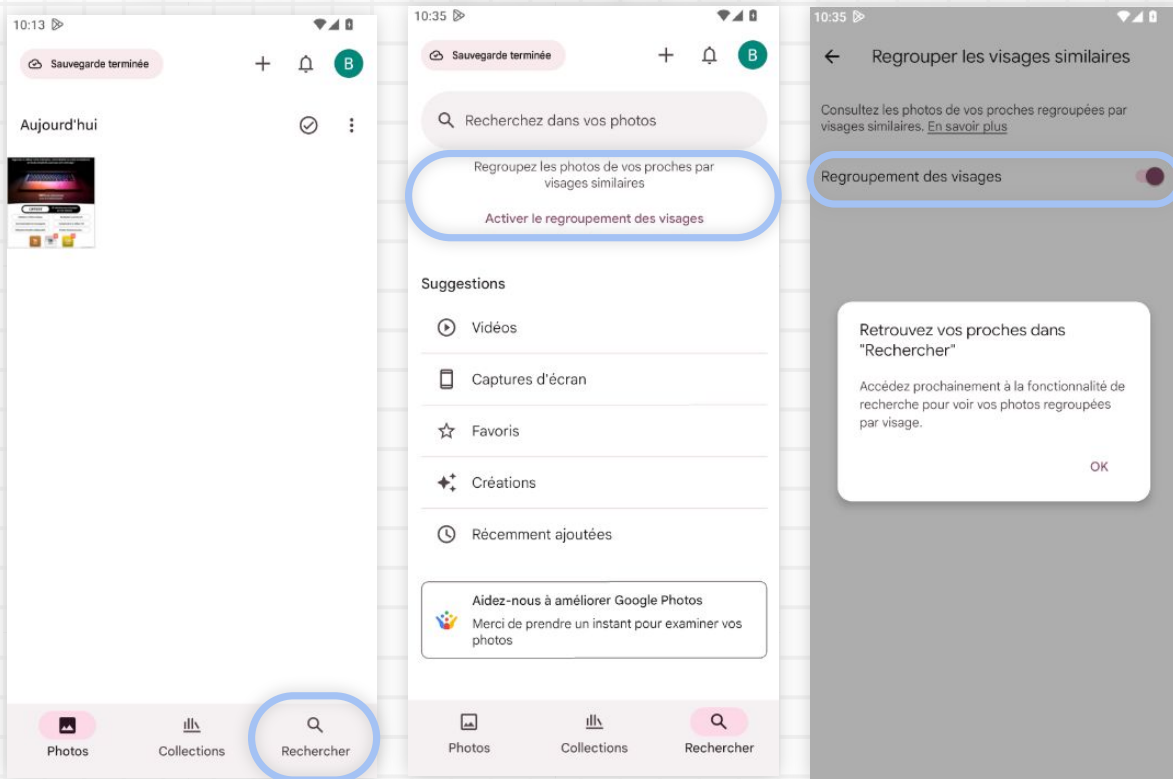 10:13
Sauvegarde terminée
B
Aujourd'hui
Photos
Collections
Rechercher
10:35
Sauvegarde terminée
B
Recherchez dans vos photos
Regroupez les photos de vos proches par
visages similaires
Activer le regroupement des visages
Suggestions
Vidéos
Captures d'écran
Favoris
Créations
Récemment ajoutées
Aidez-nous à améliorer Google Photos
Merci de prendre un instant pour examiner vos
photos
Photos
Collections
Rechercher
10:35
Regrouper les visages similaires
Consultez les photos de vos proches regroupées par
visages similaires. En savoir plus
Regroupement des visages
Retrouvez vos proches dans
"Rechercher"
Accédez prochainement à la fonctionnalité de
recherche pour voir vos photos regroupées
par visage.
OK